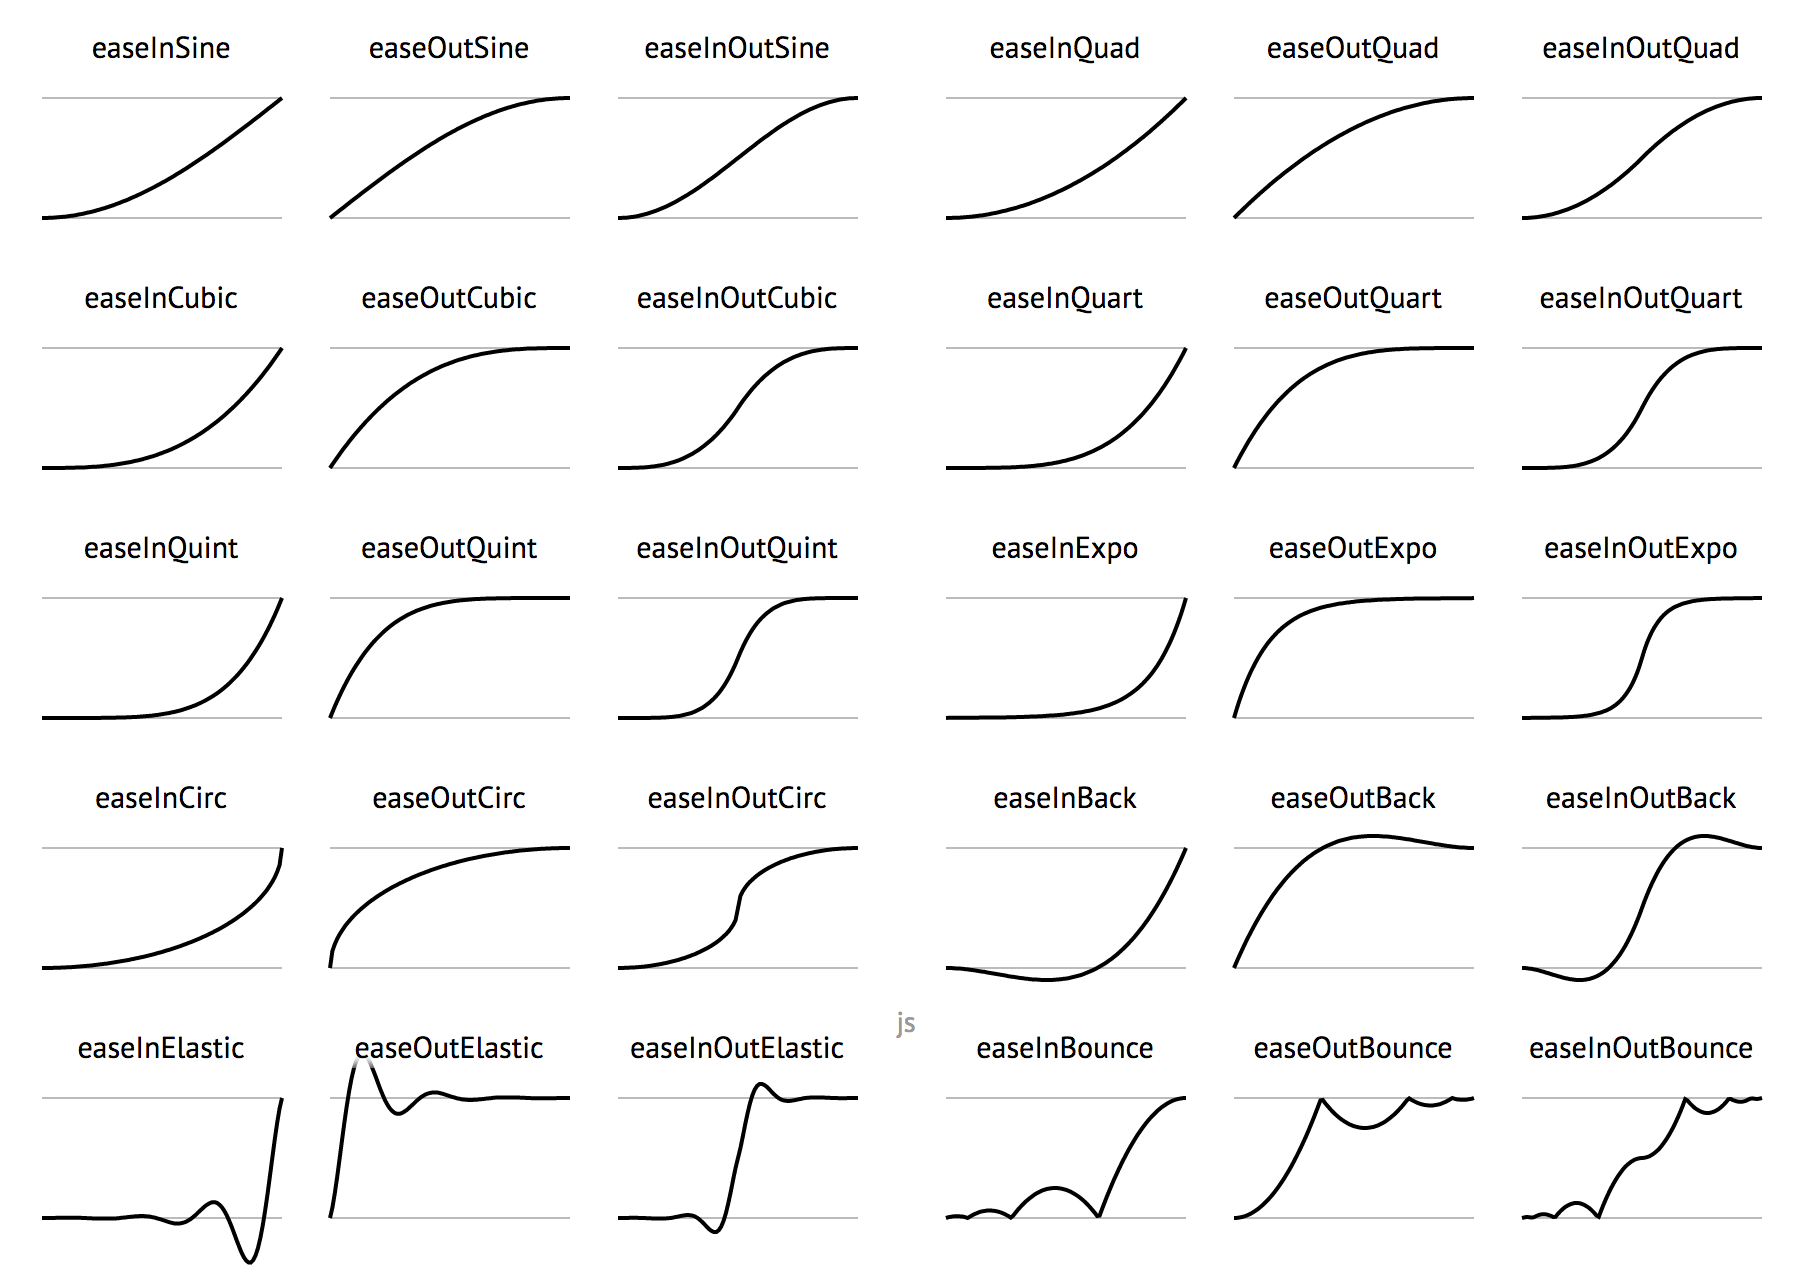 easeInSine easeOutSine easeInOutSine easeInQuad easeOutQuad easeInOutQuad
easeInCubic easeOutCubic easeInOutCubic easeInQuart easeOutQuart easeInOutQuart
easeInQuint easeOutQuint easeInOutQuint easeInExpo easeOutExpo easeInOutExpo
easeInCirc easeOutCirc easeInOutCirc easeInBack easeOutBack easeInOutBack
js
easeInElastic easeOutElastic easeInOutElastic easeInBounce easeOutBounce easeInOutBounce